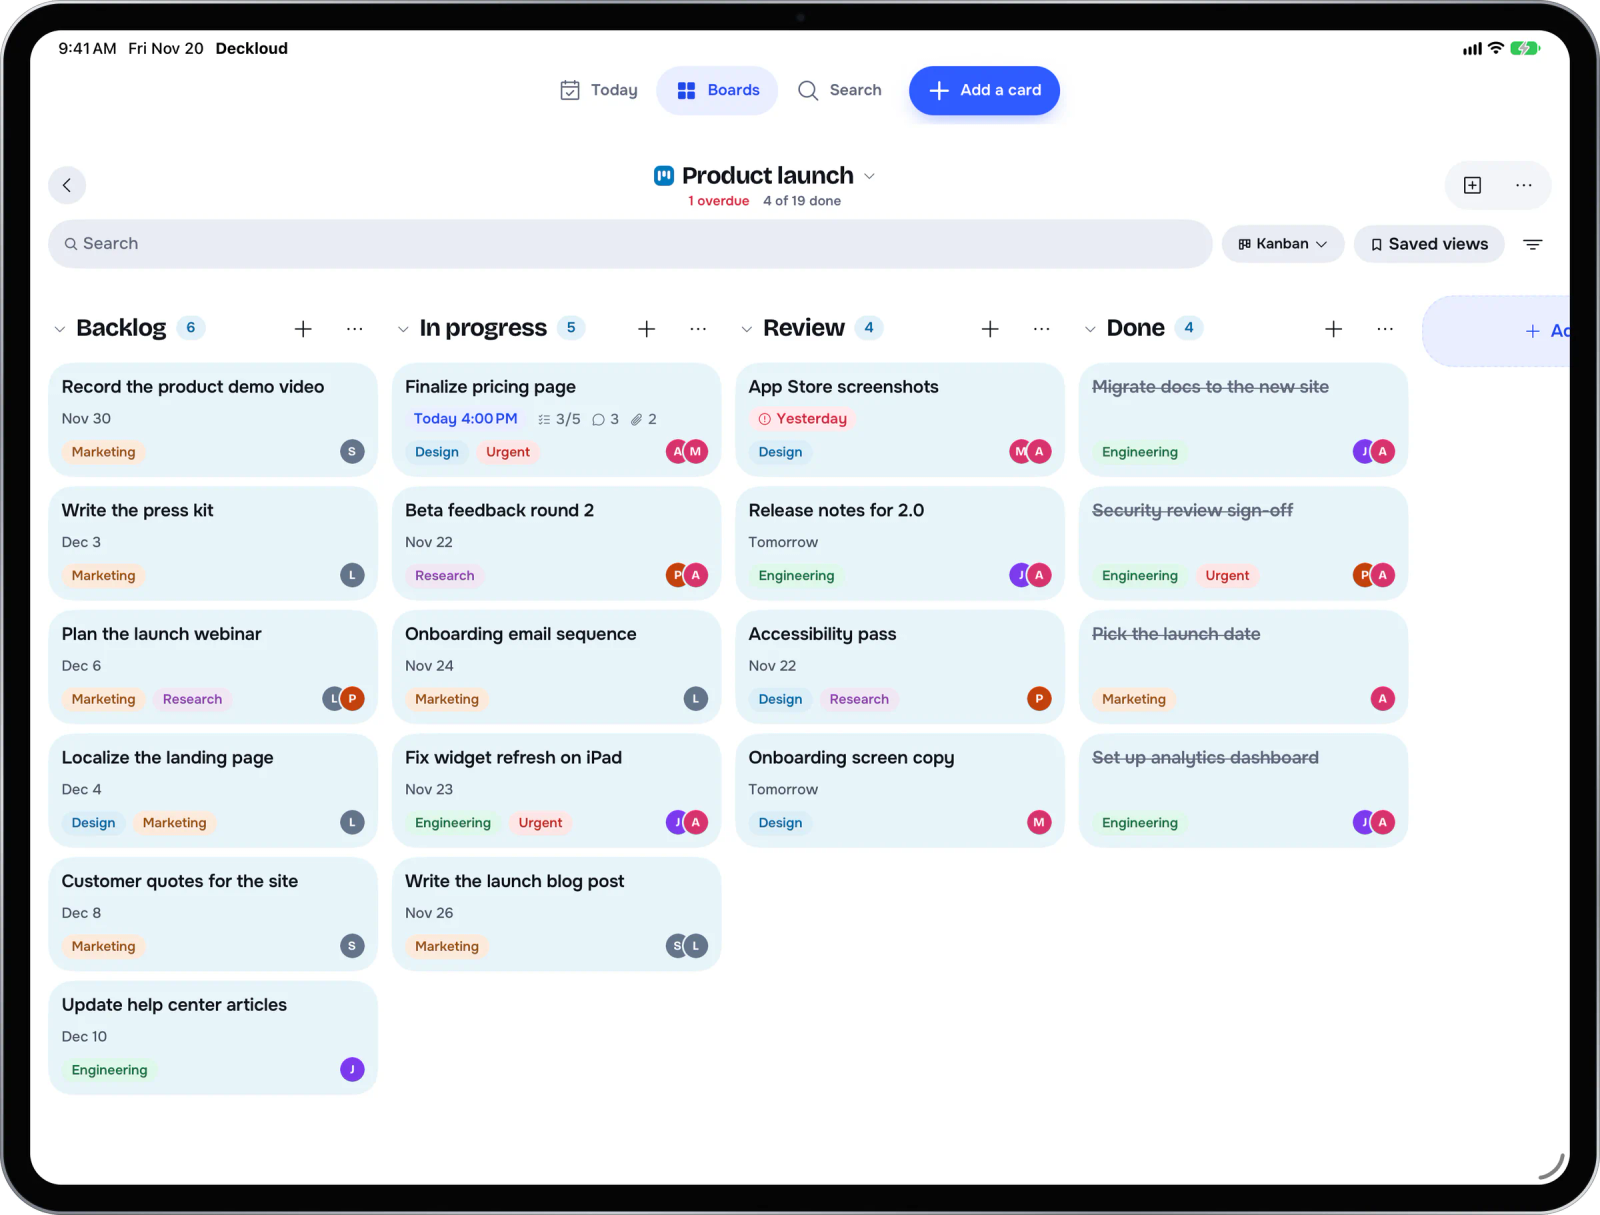 9:41 AM Fri Nov 20 Deckloud
Today Boards Search Add a card
Product launch
1 overdue 4 of 19 done
Search Kanban Saved views
Backlog 6
Record the product demo video
Nov 30
Marketing S
Write the press kit
Dec 3
Marketing L
Plan the launch webinar
Dec 6
Marketing Research L P
Localize the landing page
Dec 4
Design Marketing L
Customer quotes for the site
Dec 8
Marketing S
Update help center articles
Dec 10
Engineering J
In progress 5
Finalize pricing page
Today 4:00 PM 3/5 3 2
Design Urgent A M
Beta feedback round 2
Nov 22
Research P A
Onboarding email sequence
Nov 24
Marketing L
Fix widget refresh on iPad
Nov 23
Engineering Urgent J A
Write the launch blog post
Nov 26
Marketing S L
Review 4
App Store screenshots
Yesterday
Design M A
Release notes for 2.0
Tomorrow
Engineering J A
Accessibility pass
Nov 22
Design Research P
Onboarding screen copy
Tomorrow
Design M
Done 4
Migrate docs to the new site
Engineering J A
Security review sign-off
Engineering Urgent P A
Pick the launch date
Marketing A
Set up analytics dashboard
Engineering J A